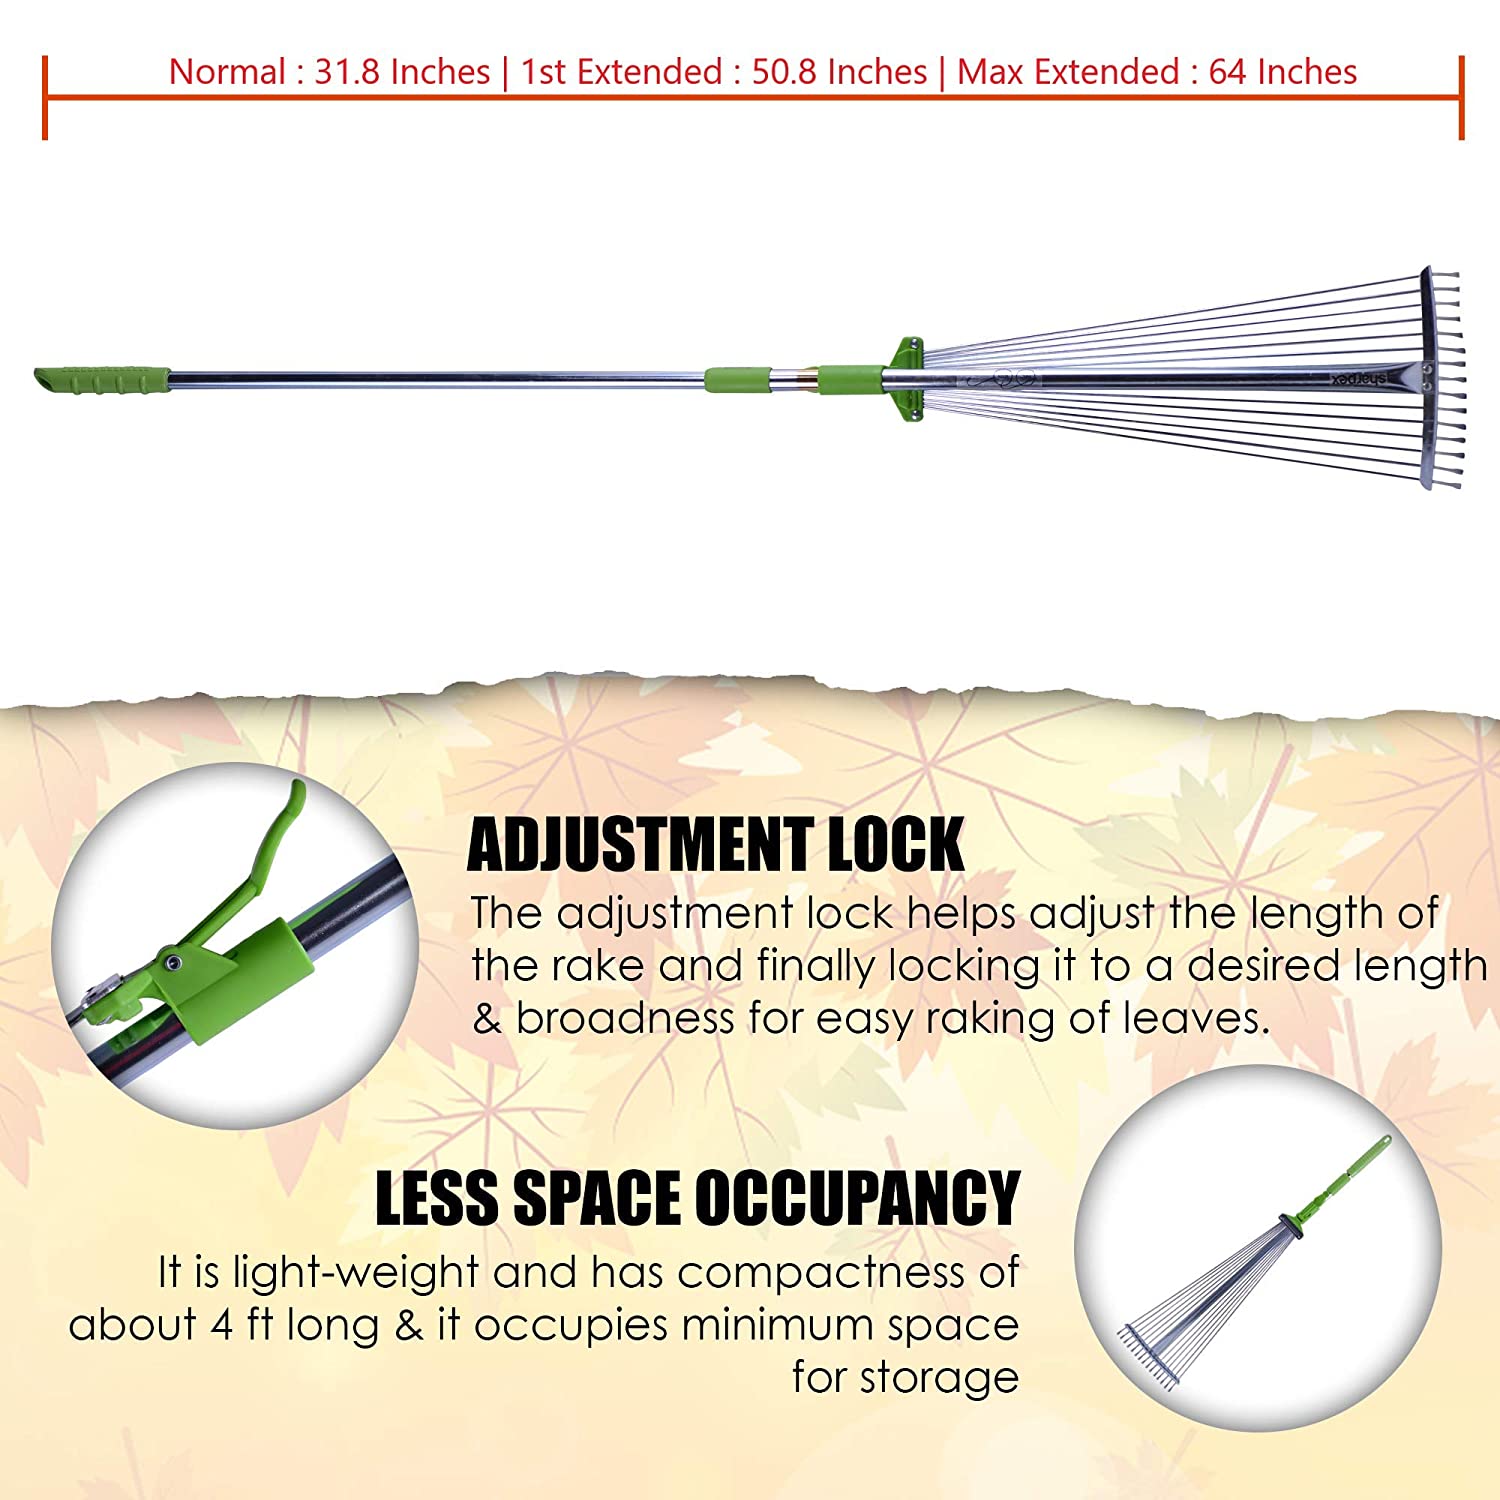 Normal : 31.8 Inches | 1st Extended : 50.8 Inches | Max Extended : 64 Inches
sharpex
ADJUSTMENT LOCK
The adjustment lock helps adjust the length of
the rake and finally locking it to a desired length
& broadness for easy raking of leaves.
LESS SPACE OCCUPANCY
It is light-weight and has compactness of
about 4 ft long & it occupies minimum space
for storage